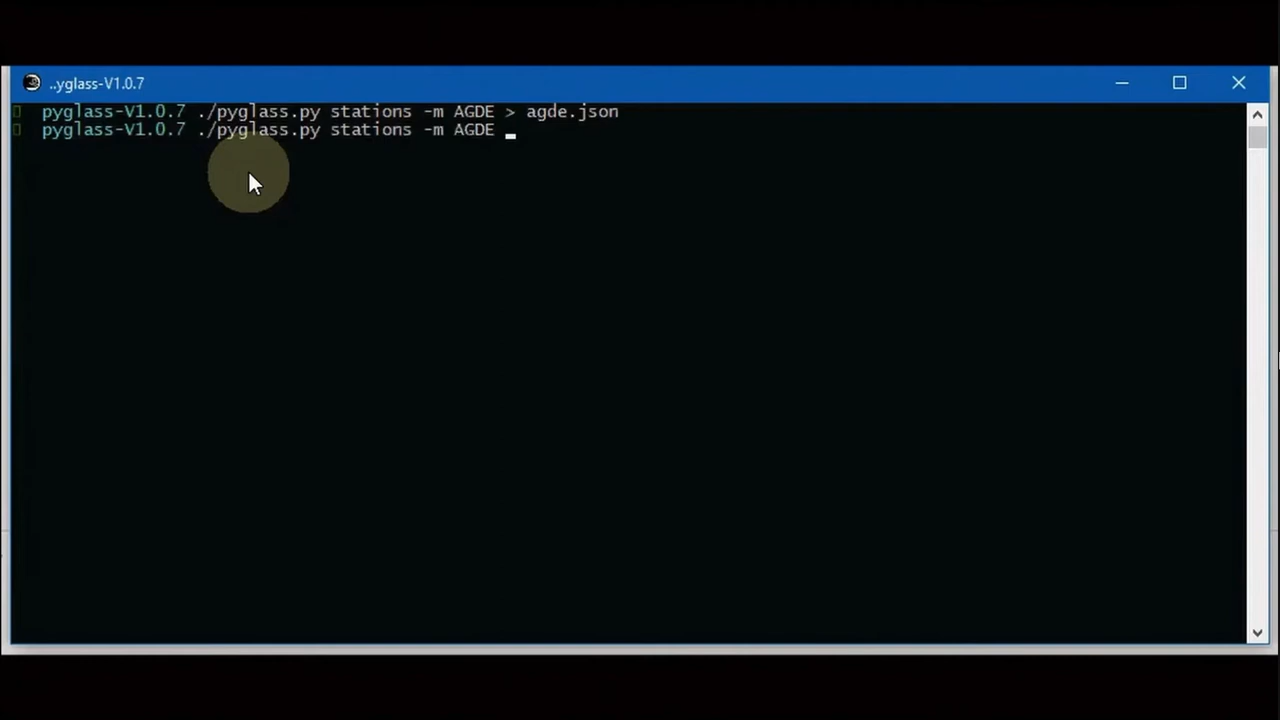 ..yglass-V1.0.7
pyglass-V1.0.7 ./pyglass.py stations -m AGDE > agde.json
pyglass-V1.0.7 ./pyglass.py stations -m AGDE